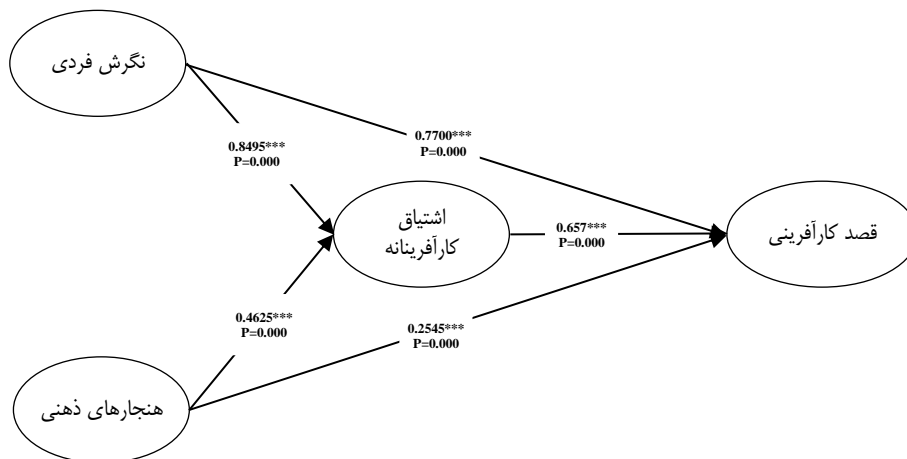 نگرش فردی
0.7700***
P=0.000
0.8495***
P=0.000
اشتیاق
کارآفرینانه
0.657***
P=0.000
قصد کارآفرینی
0.4625***
P=0.000
0.2545***
P=0.000
هنجارهای ذهنی